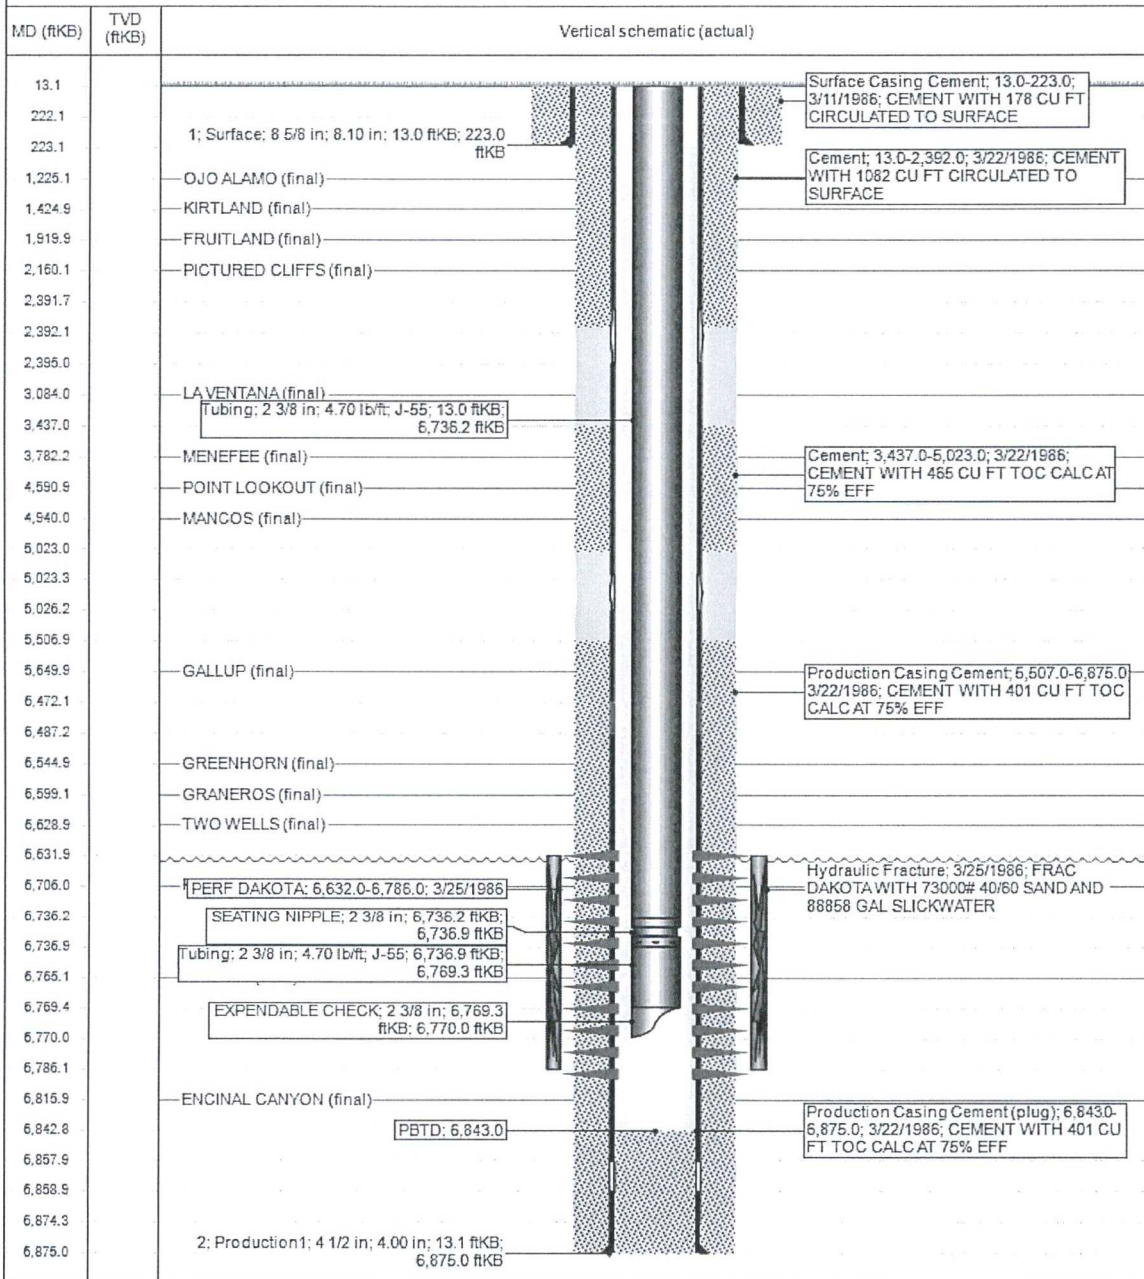 MD (ftKB)
TVD
(ftKB)
Vertical schematic (actual)
13.1
222.1
223.1
1,225.1
1,424.9
1,919.9
2,160.1
2,391.7
2,392.1
2,395.0
3,084.0
3,437.0
3,782.2
4,590.9
4,940.0
5,023.0
5,023.3
5,026.2
5,506.9
5,649.9
6,472.1
6,487.2
6,544.9
6,599.1
6,628.9
6,631.9
6,706.0
6,736.2
6,736.9
6,765.1
6,769.4
6,770.0
6,786.1
6,815.9
6,842.8
6,857.9
6,858.9
6,874.3
6,875.0
1; Surface; 8 5/8 in; 8.10 in; 13.0 ftKB; 223.0
ftKB
OJO ALAMO (final)
KIRTLAND (final)
FRUITLAND (final)
PICTURED CLIFFS (final)
LA VENTANA (final)
Tubing; 2 3/8 in; 4.70 lb/ft; J-55; 13.0 ftKB;
6,736.2 ftKB
MENEFEE (final)
POINT LOOKOUT (final)
MANCOS (final)
GALLUP (final)
GREENHORN (final)
GRANEROS (final)
TWO WELLS (final)
PERF DAKOTA; 6,632.0-6,786.0; 3/25/1986
SEATING NIPPLE; 2 3/8 in; 6,736.2 ftKB;
6,736.9 ftKB
Tubing; 2 3/8 in; 4.70 lb/ft; J-55; 6,736.9 ftKB;
6,769.3 ftKB
EXPENDABLE CHECK; 2 3/8 in; 6,769.3
ftKB; 6,770.0 ftKB
ENCINAL CANYON (final)
PBTD; 6,843.0
2; Production1; 4 1/2 in; 4.00 in; 13.1 ftKB;
6,875.0 ftKB
Surface Casing Cement; 13.0-223.0;
3/11/1986; CEMENT WITH 178 CU FT
CIRCULATED TO SURFACE
Cement; 13.0-2,392.0; 3/22/1986; CEMENT
WITH 1082 CU FT CIRCULATED TO
SURFACE
Cement; 3,437.0-5,023.0; 3/22/1986;
CEMENT WITH 465 CU FT TOC CALC AT
75% EFF
Production Casing Cement; 5,507.0-6,875.0;
3/22/1986; CEMENT WITH 401 CU FT TOC
CALC AT 75% EFF
Hydraulic Fracture; 3/25/1986; FRAC
DAKOTA WITH 73000# 40/60 SAND AND
88858 GAL SLICKWATER
Production Casing Cement (plug); 6,843.0-
6,875.0; 3/22/1986; CEMENT WITH 401 CU
FT TOC CALC AT 75% EFF